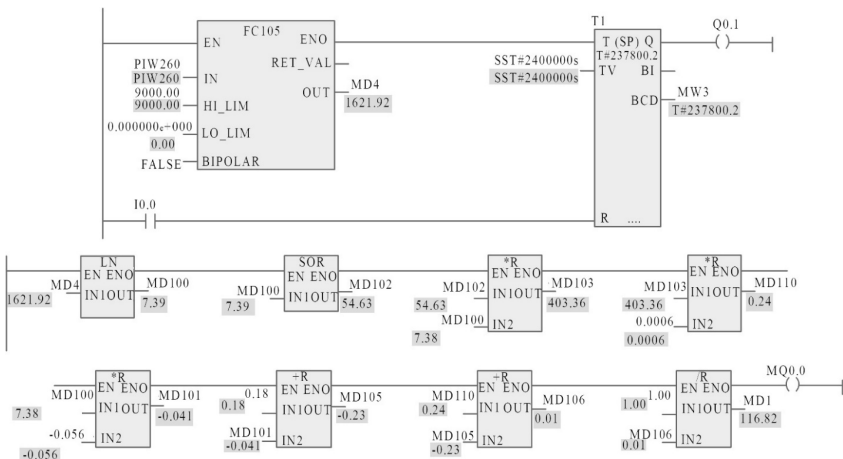 T1
FC105
EN ENO
RET_VAL
PIW260
PIW260
IN
OUT
MD4
1621.92
9000.00
9000.00
HI_LIM
0.000000e+000
0.00
LO_LIM
FALSE
BIPOLAR
T (SP) Q
T#237800.2
Q0.1
SST#2400000s
SST#2400000s
TV BI
BCD
MW3
T#237800.2
I0.0
R ....
LN
EN ENO
MD4
1621.92
IN1OUT
MD100
7.39
SOR
EN ENO
MD100
7.39
IN1OUT
MD102
54.63
*R
EN ENO
MD102
54.63
IN1OUT
MD103
403.36
MD100
7.38
IN2
*R
EN ENO
MD103
403.36
IN1OUT
MD110
0.24
0.0006
0.0006
IN2
*R
EN ENO
MD100
7.38
IN1OUT
MD101
-0.041
-0.056
-0.056
IN2
+R
EN ENO
0.18
0.18
IN1OUT
MD105
-0.23
MD101
-0.041
IN2
+R
EN ENO
MD110
0.24
IN1OUT
MD106
0.01
MD105
-0.23
IN2
/R
EN ENO
1.00
1.00
IN1OUT
MD1
116.82
MD106
0.01
IN2
MQ0.0